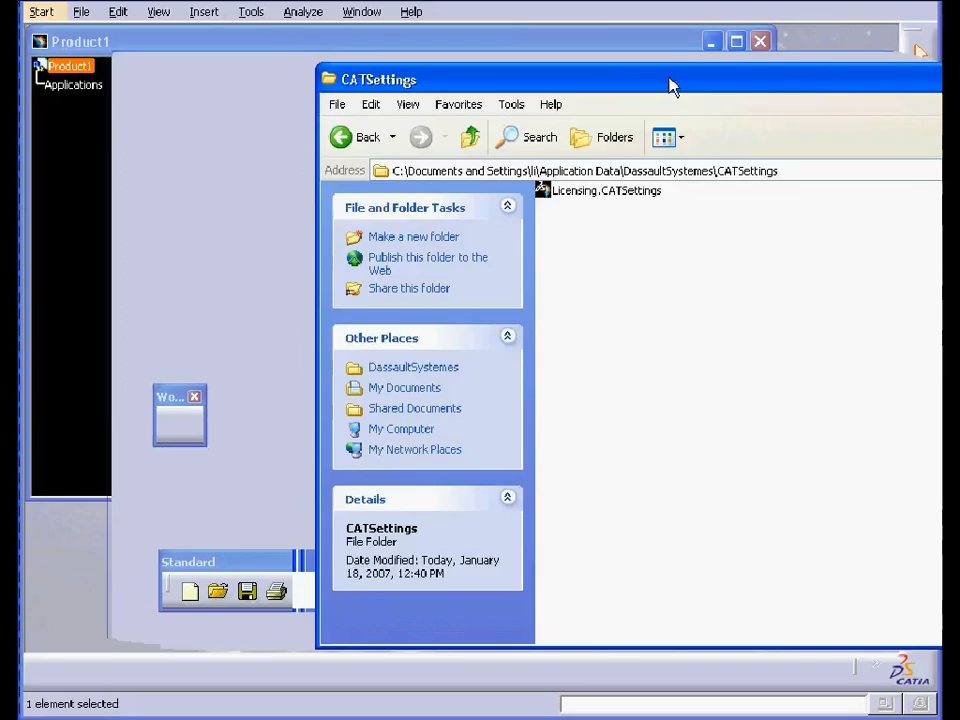 Start File Edit View Insert Tools Analyze Window Help
Product1
Product1
Applications
CATSettings
File Edit View Favorites Tools Help
Back Search Folders
Address C:\Documents and Settings\li\Application Data\DassaultSystemes\CATSettings
Licensing.CATSettings
File and Folder Tasks
Make a new folder
Publish this folder to the
Web
Share this folder
Other Places
DassaultSystemes
My Documents
Shared Documents
My Computer
My Network Places
Details
CATSettings
File Folder
Date Modified: Today, January
18, 2007, 12:40 PM
Wo...
Standard
CATIA
1 element selected